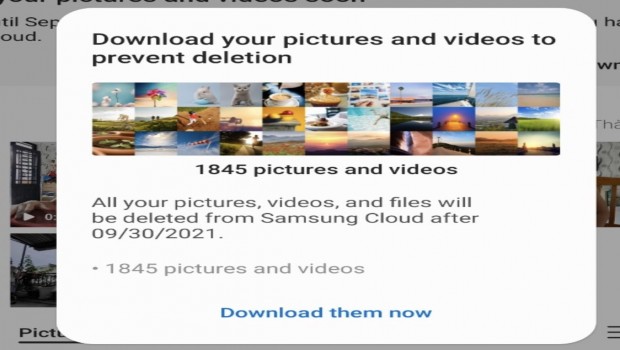 your pictures and videos soon
til Sep
ha
oud.
wn
Download your pictures and videos to
prevent deletion
Thá
1845 pictures and videos
All your pictures, videos, and files will
be deleted from Samsung Cloud after
09/30/2021.
• 1845 pictures and videos
Download them now
Pictu